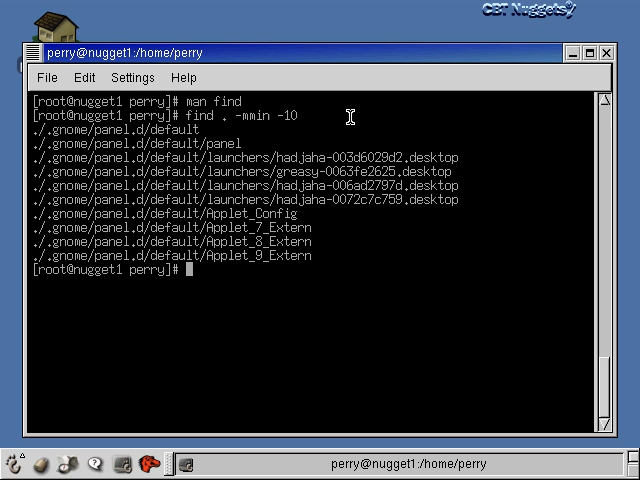 CBT Nuggets
perry@nugget1:/home/perry
File Edit Settings Help
[root@nugget1 perry]# man find
[root@nugget1 perry]# find . -mmin -10
./.gnome/panel.d/default
./.gnome/panel.d/default/panel
./.gnome/panel.d/default/launchers/hadjaha-003d6029d2.desktop
./.gnome/panel.d/default/launchers/greasy-0063fe2625.desktop
./.gnome/panel.d/default/launchers/hadjaha-006ad2797d.desktop
./.gnome/panel.d/default/launchers/hadjaha-0072c7c759.desktop
./.gnome/panel.d/default/Applet_Config
./.gnome/panel.d/default/Applet_7_Extern
./.gnome/panel.d/default/Applet_8_Extern
./.gnome/panel.d/default/Applet_9_Extern
[root@nugget1 perry]#
perry@nugget1:/home/perry